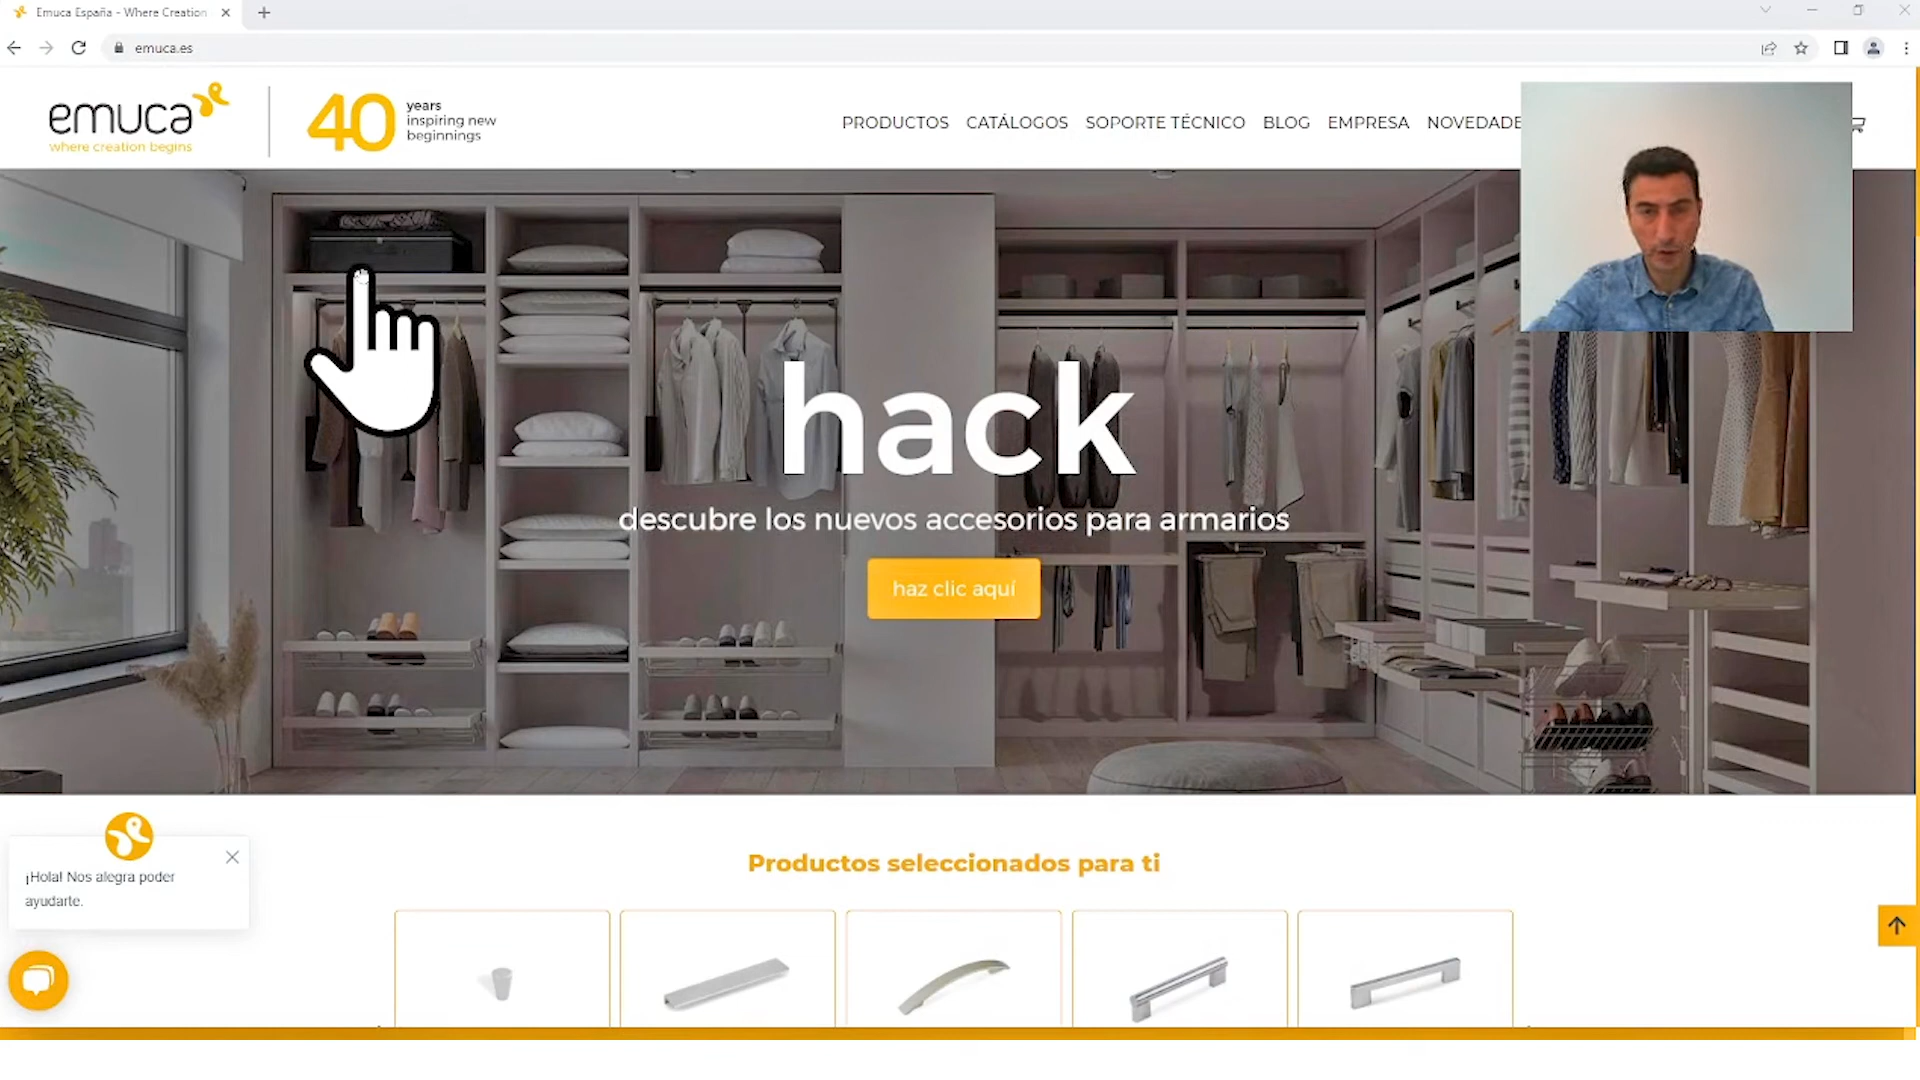 Emuca España - Where Creation
emuca.es
emuca
where creation begins
40
years
inspiring new
beginnings
PRODUCTOS CATÁLOGOS SOPORTE TÉCNICO BLOG EMPRESA NOVEDADE
hack
descubre los nuevos accesorios para armarios
haz clic aquí
¡Hola! Nos alegra poder
ayudarte.
Productos seleccionados para ti